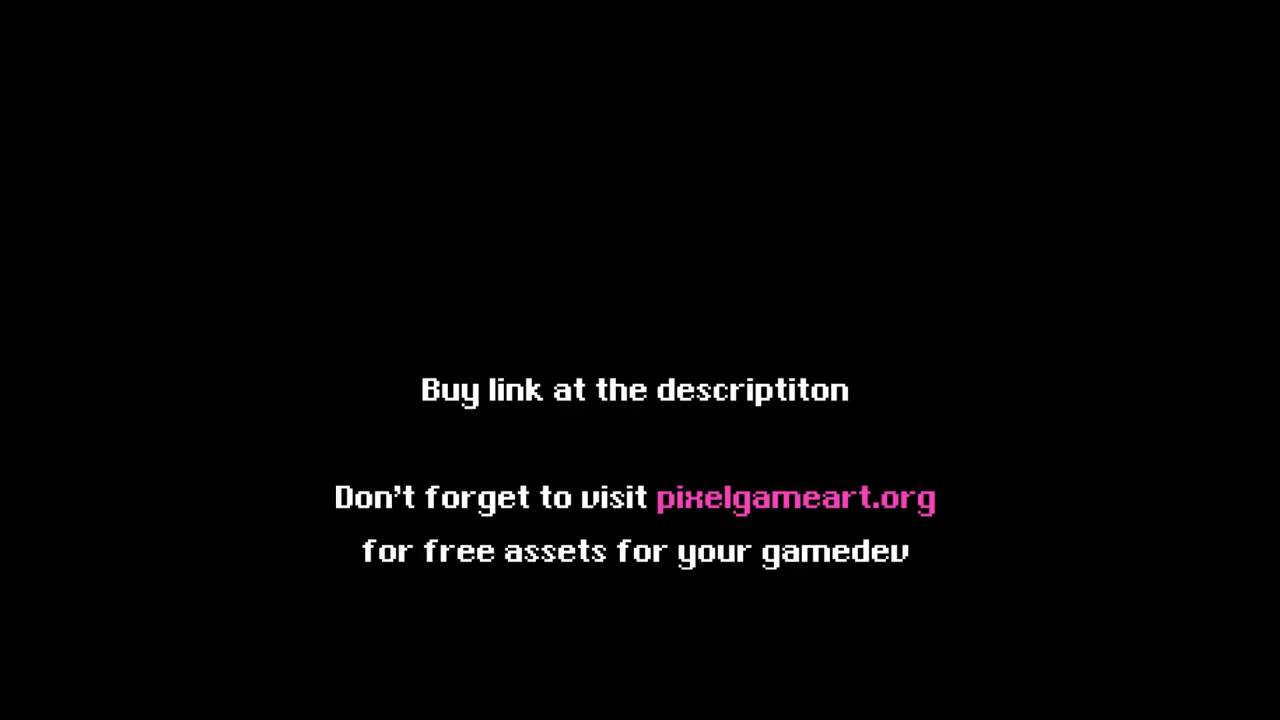 Buy link at the descriptiton
Don't forget to visit pixelgameart.org
for free assets for your gamedev